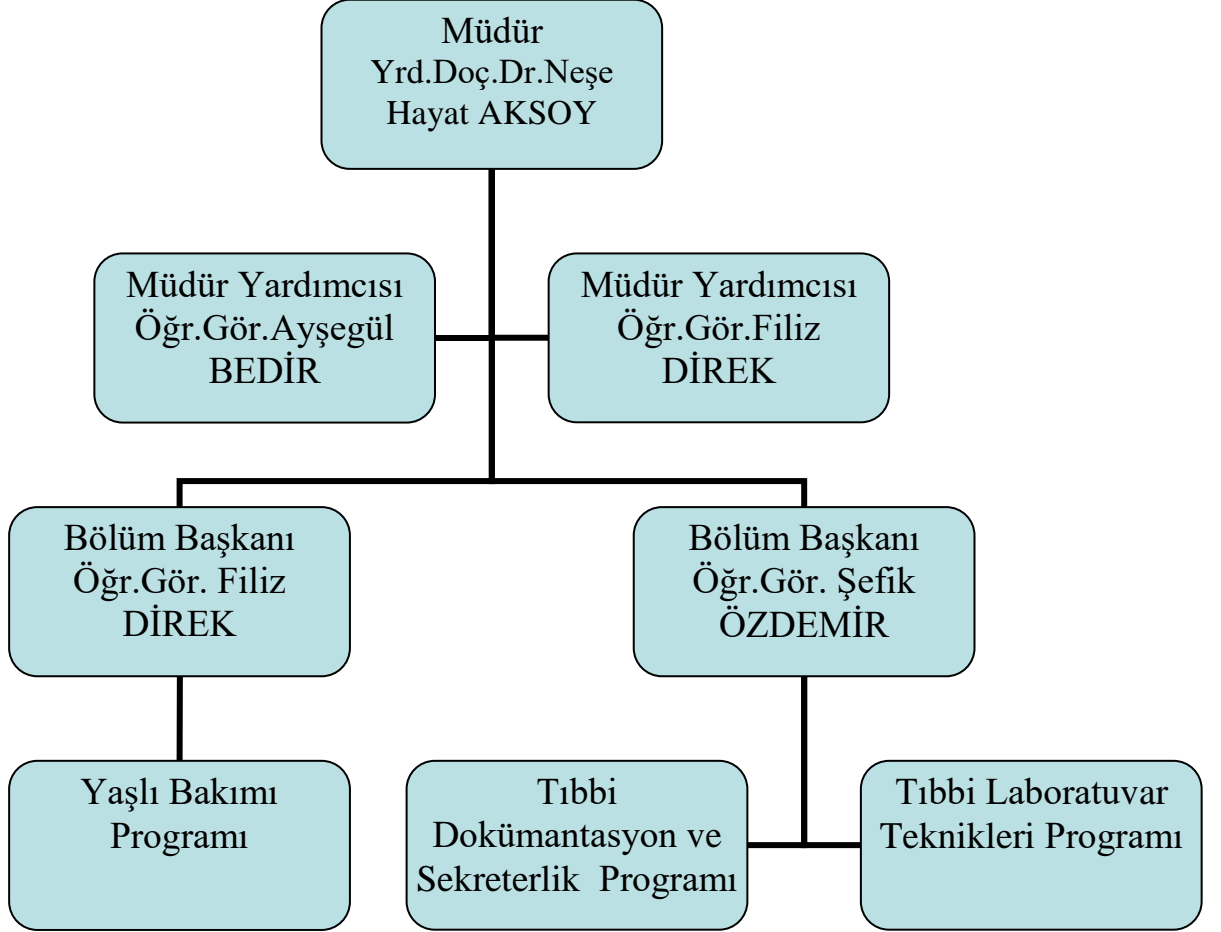 Müdür
Yrd.Doç.Dr.Neşe
Hayat AKSOY
Müdür Yardımcısı
Öğr.Gör.Ayşegül
BEDİR
Müdür Yardımcısı
Öğr.Gör.Filiz
DİREK
Bölüm Başkanı
Öğr.Gör. Filiz
DİREK
Bölüm Başkanı
Öğr.Gör. Şefik
ÖZDEMİR
Yaşlı Bakımı
Programı
Tıbbi
Dokümantasyon ve
Sekreterlik  Programı
Tıbbi Laboratuvar
Teknikleri Programı